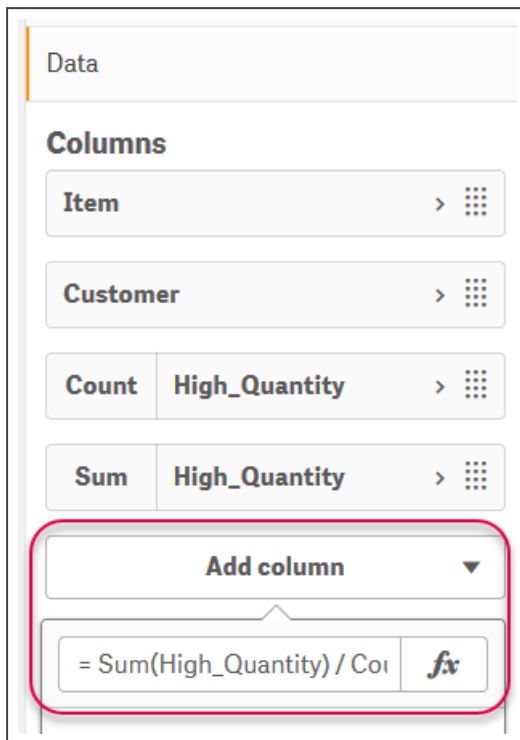 Data
Columns
Item
Customer
Count High_Quantity
Sum High_Quantity
Add column
= Sum(High_Quantity) / Cou fx